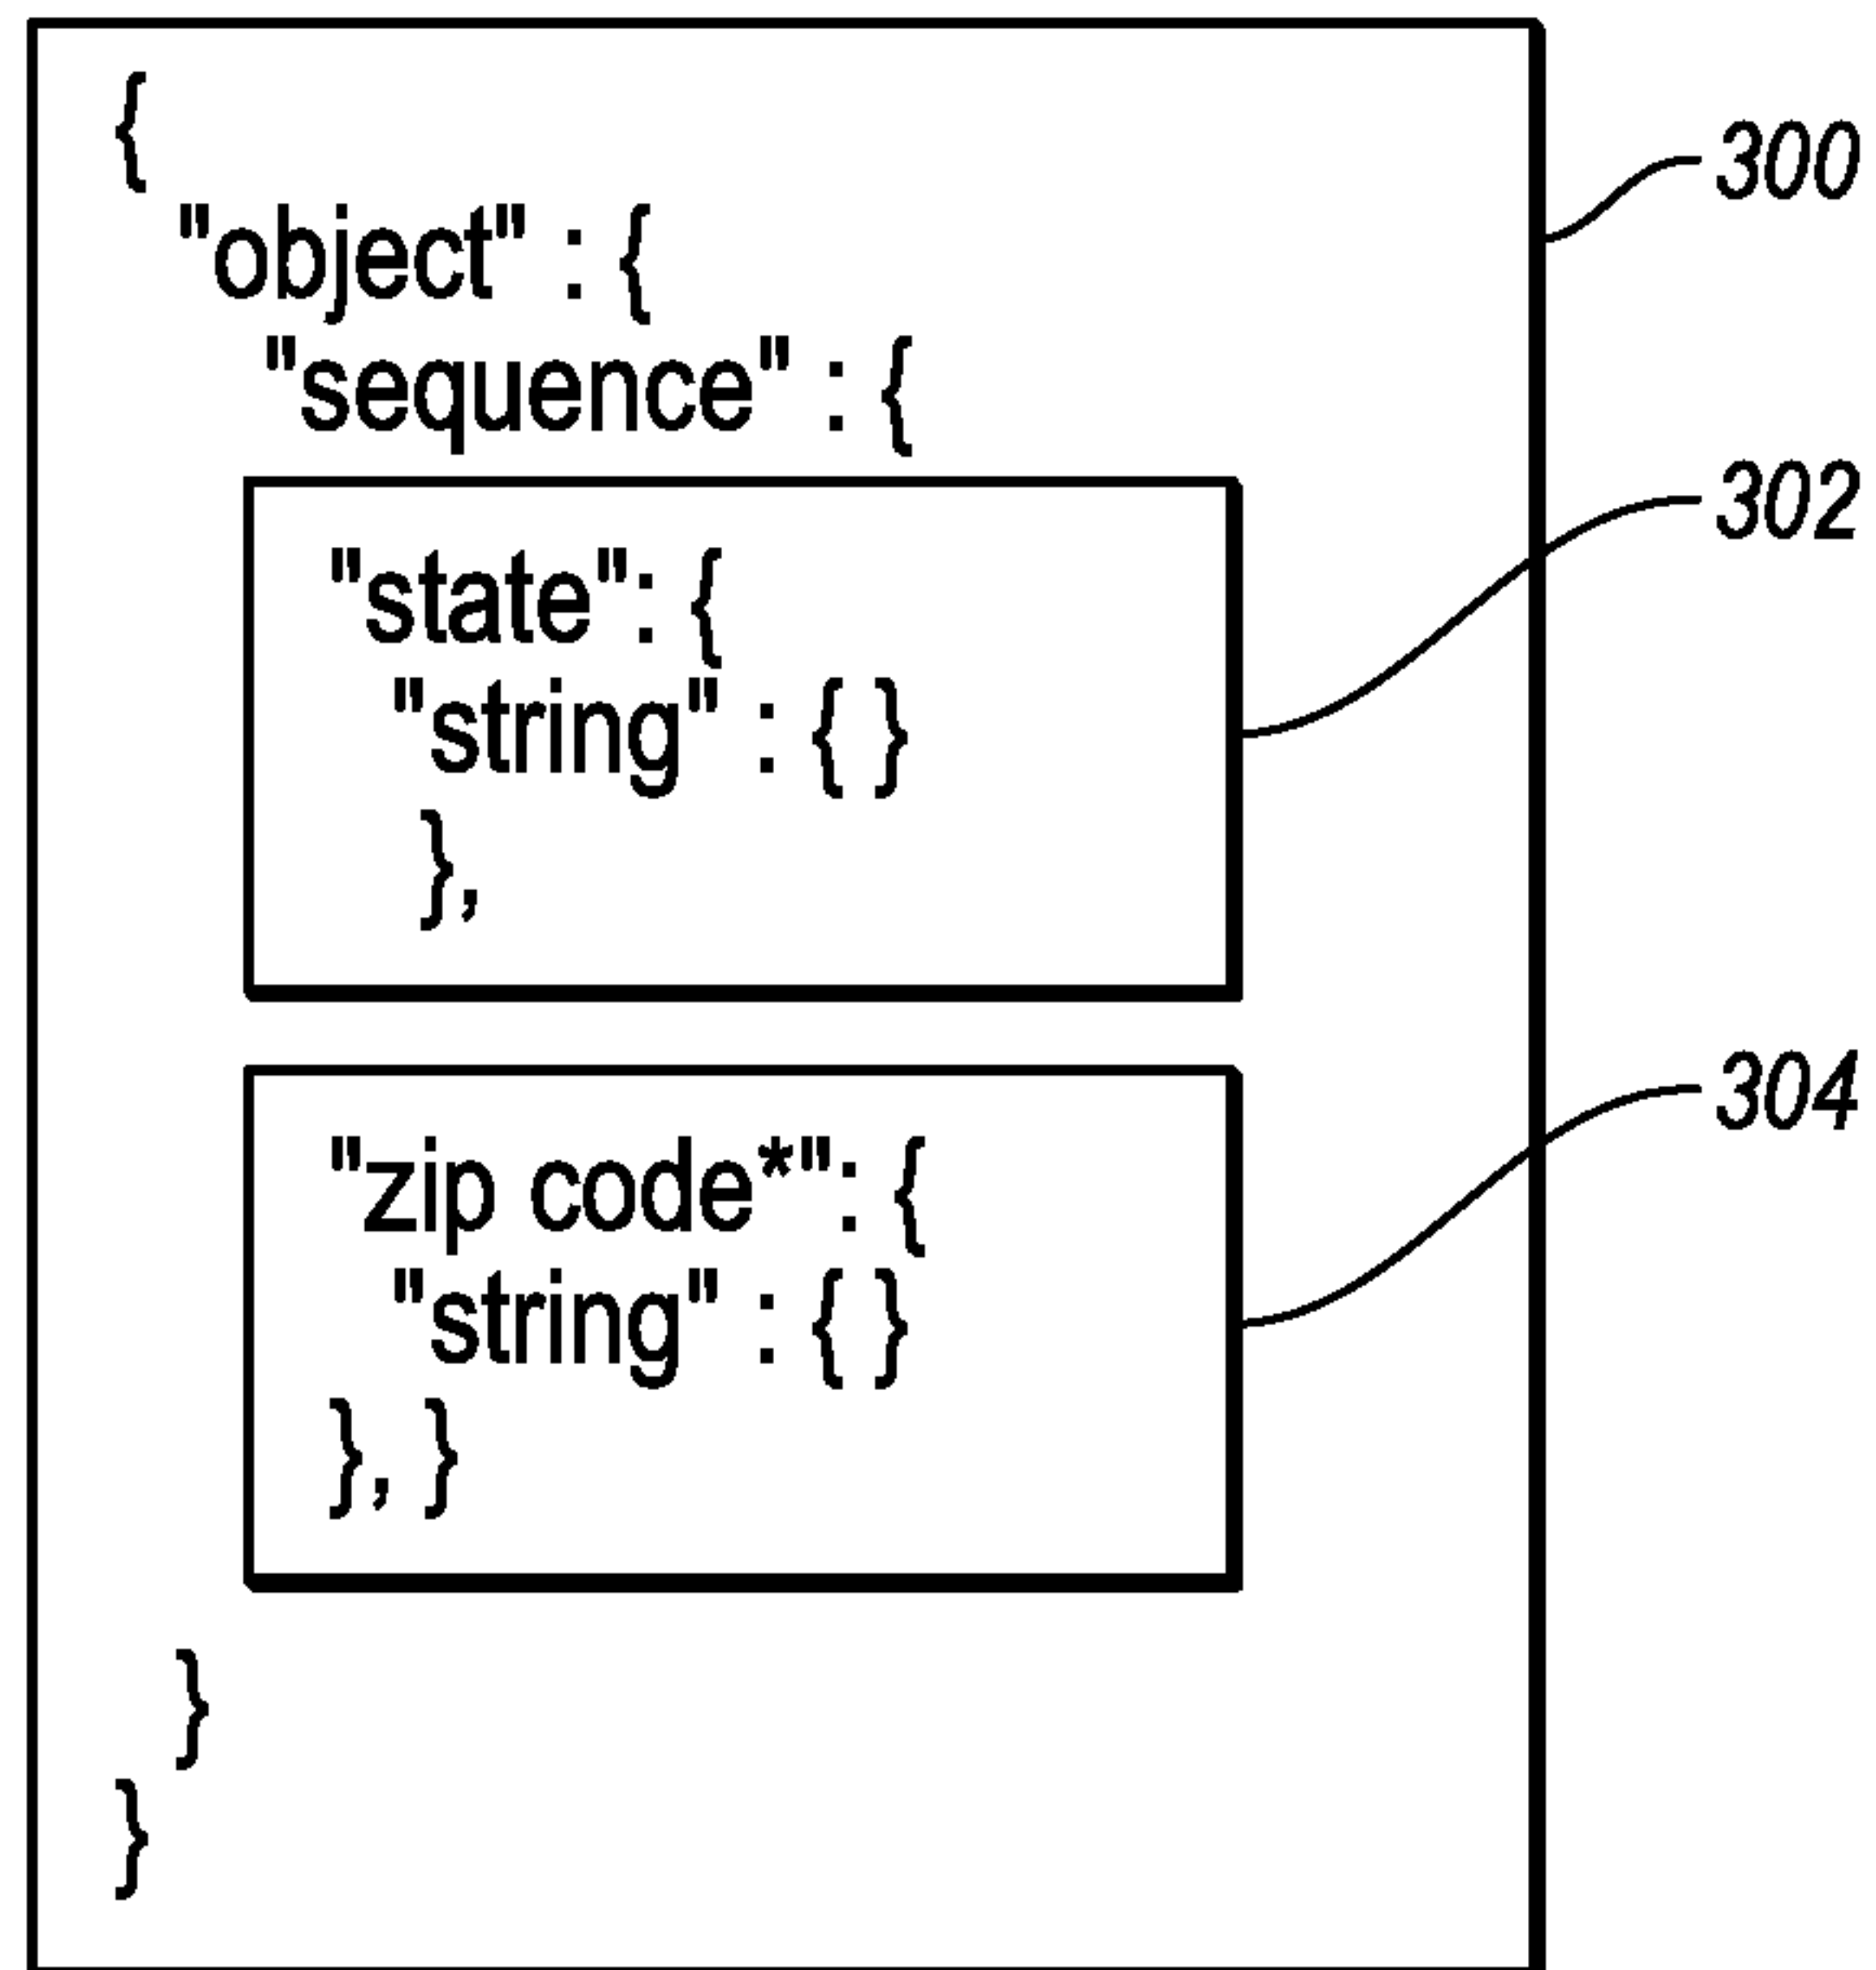 {
"object" : {
"sequence" : {
"state": {
"string" : { }
},
"zip code*": {
"string" : { }
}, }
}
}
300
302
304